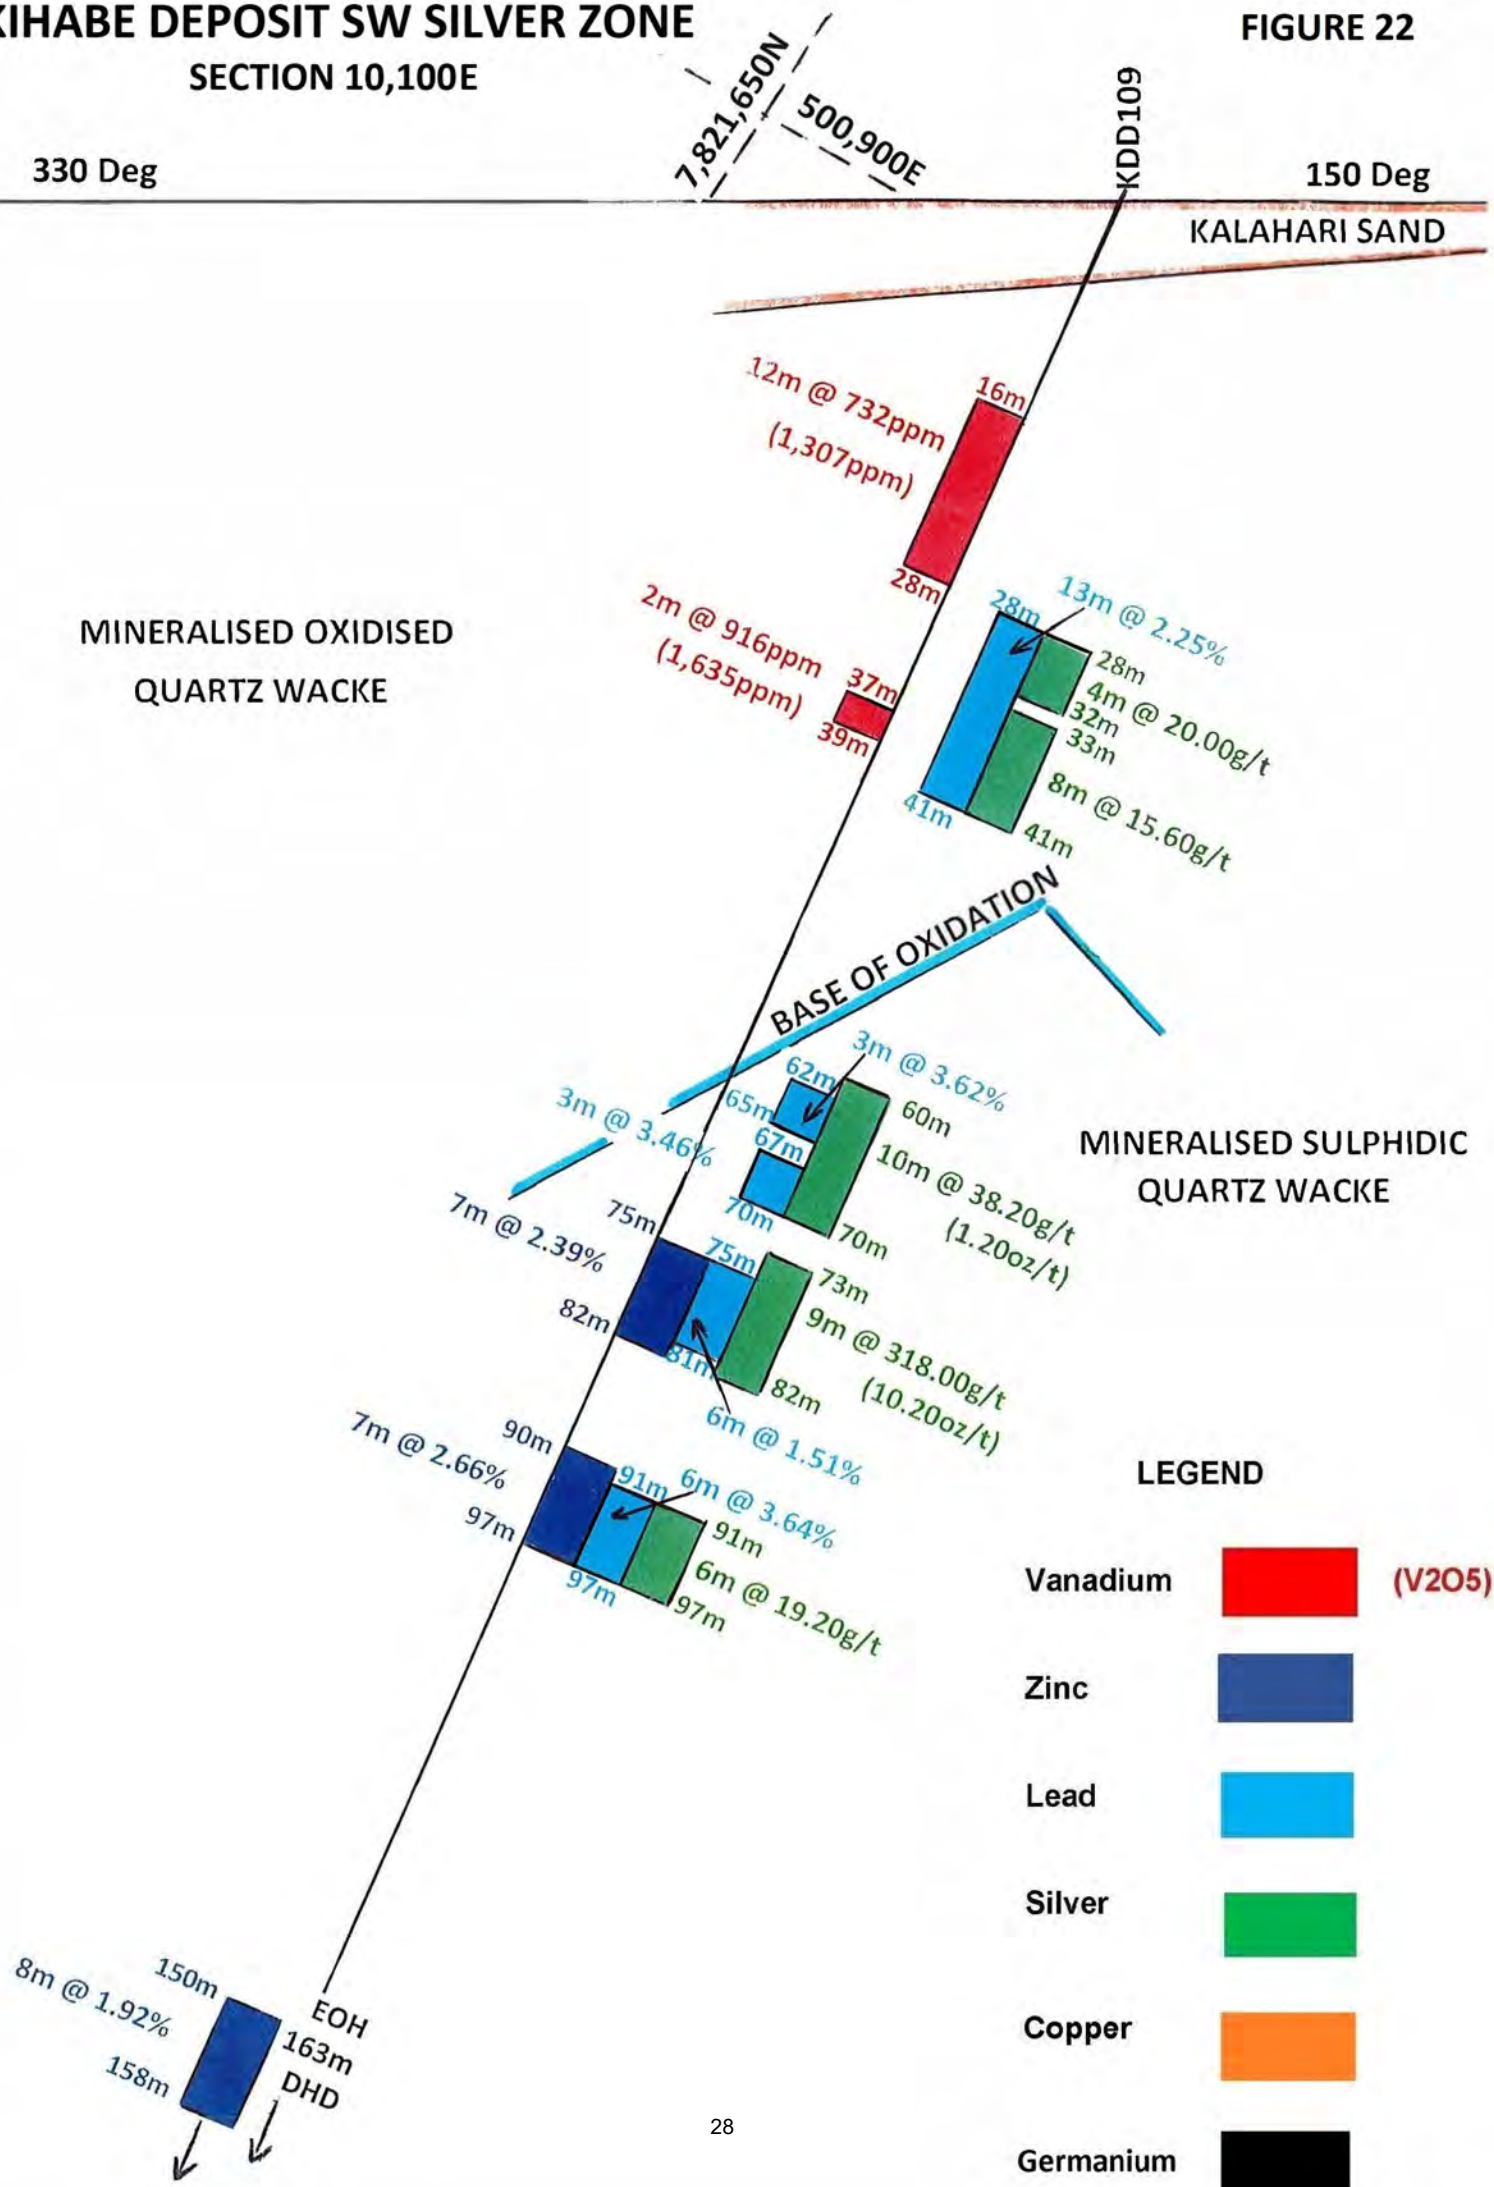 KIHABE DEPOSIT SW SILVER ZONE
SECTION 10,100E
FIGURE 22
7,821,650N
500,900E
KDD109
330 Deg
150 Deg
KALAHARI SAND
12m @ 732ppm
(1,307ppm)
16m
28m
MINERALISED OXIDISED
QUARTZ WACKE
2m @ 916ppm
(1,635ppm)
37m
39m
28m
13m @ 2.25%
28m
4m @ 20.00g/t
32m
33m
8m @ 15.60g/t
41m
41m
BASE OF OXIDATION
62m
3m @ 3.62%
65m
3m @ 3.46%
67m
70m
60m
10m @ 38.20g/t
(1.20oz/t)
70m
MINERALISED SULPHIDIC
QUARTZ WACKE
75m
7m @ 2.39%
82m
75m
81m
6m @ 1.51%
73m
9m @ 318.00g/t
(10.20oz/t)
82m
90m
7m @ 2.66%
97m
91m
6m @ 3.64%
97m
91m
6m @ 19.20g/t
97m
LEGEND
Vanadium
(V2O5)
Zinc
Lead
Silver
Copper
Germanium
150m
8m @ 1.92%
158m
EOH
163m
DHD
28